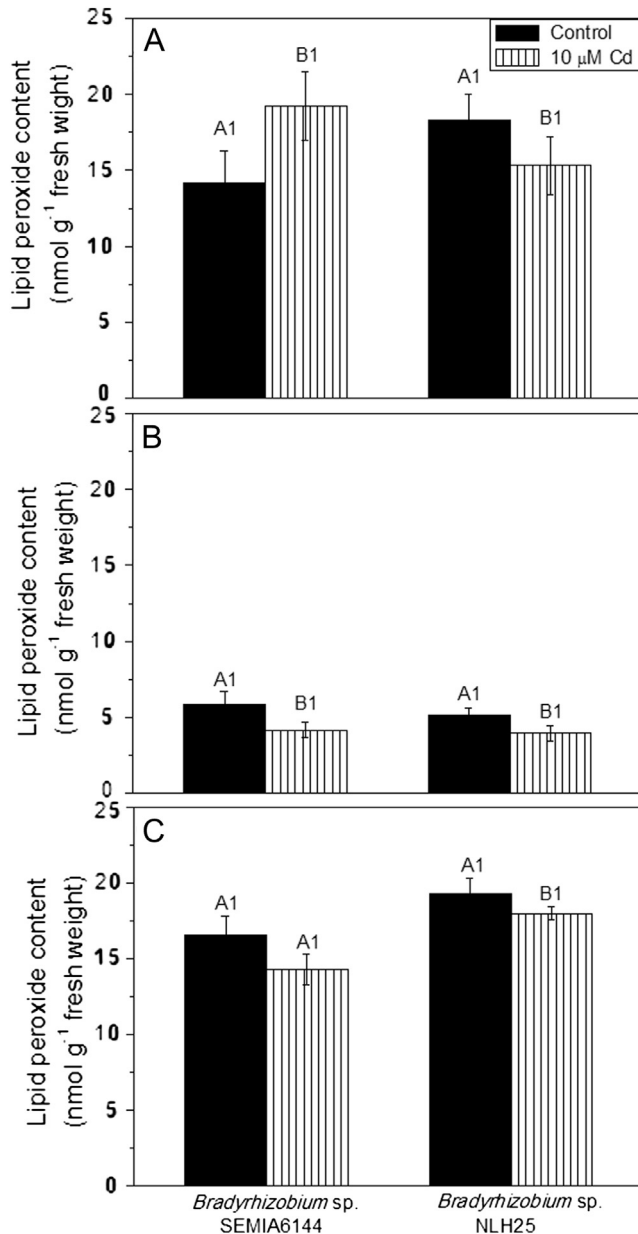 A
Control
10 μM Cd
Lipid peroxide content
(nmol g⁻¹ fresh wight)
25
20
15
10
5
0
A1
B1
A1
B1
B
Lipid peroxide content
(nmol g⁻¹ fresh weight)
25
20
15
10
5
0
A1
B1
A1
B1
C
Lipid peroxide content
(nmol g⁻¹ fresh weight)
25
20
15
10
5
0
A1
A1
A1
B1
Bradyrhizobium sp.
SEMIA6144
Bradyrhizobium sp.
NLH25